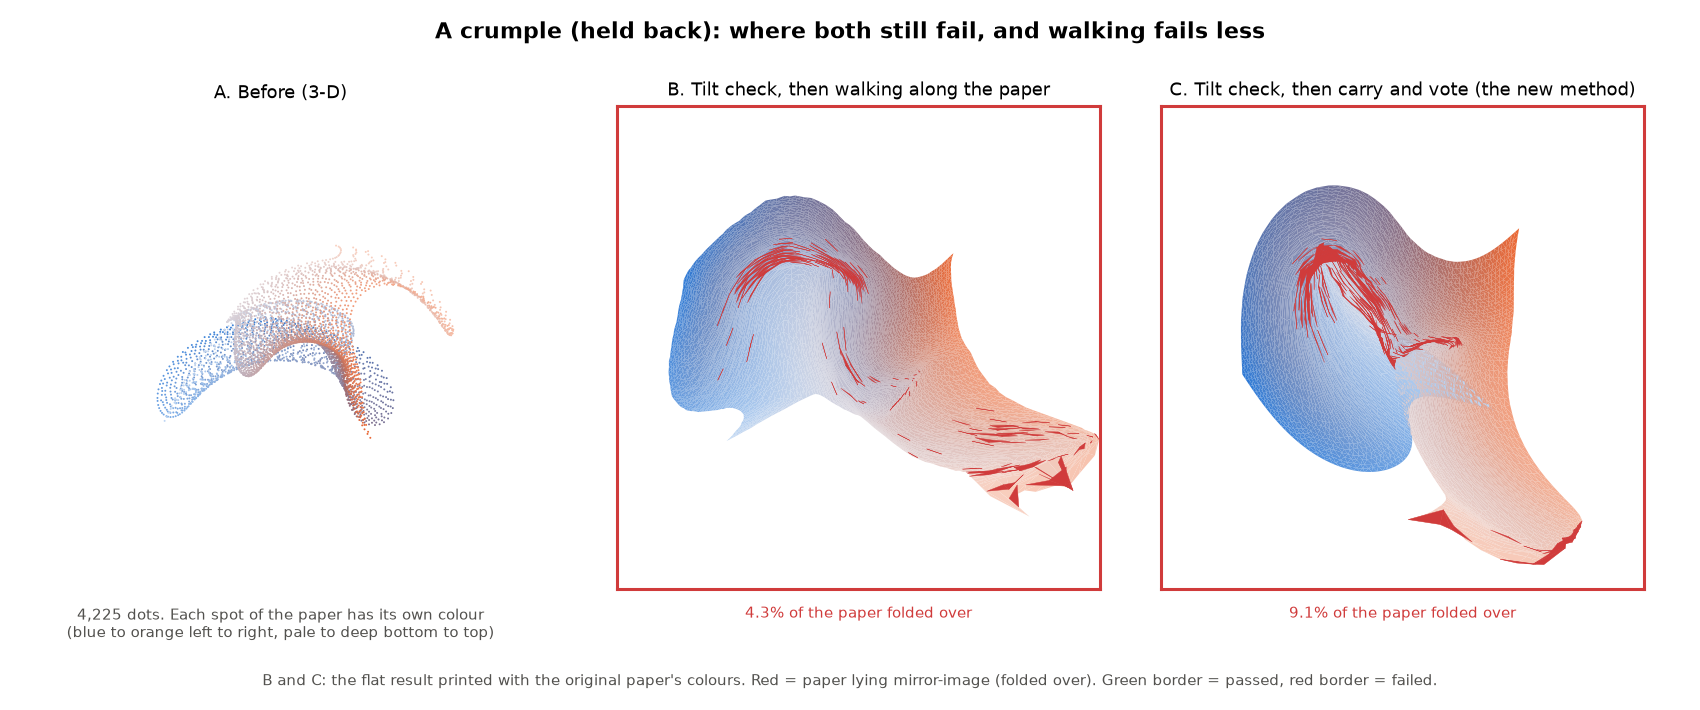 A crumple (held back): where both still fail, and walking fails less
A. Before (3-D)
B. Tilt check, then walking along the paper
C. Tilt check, then carry and vote (the new method)
4,225 dots. Each spot of the paper has its own colour
(blue to orange left to right, pale to deep bottom to top)
4.3% of the paper folded over
9.1% of the paper folded over
B and C: the flat result printed with the original paper's colours. Red = paper lying mirror-image (folded over). Green border = passed, red border = failed.